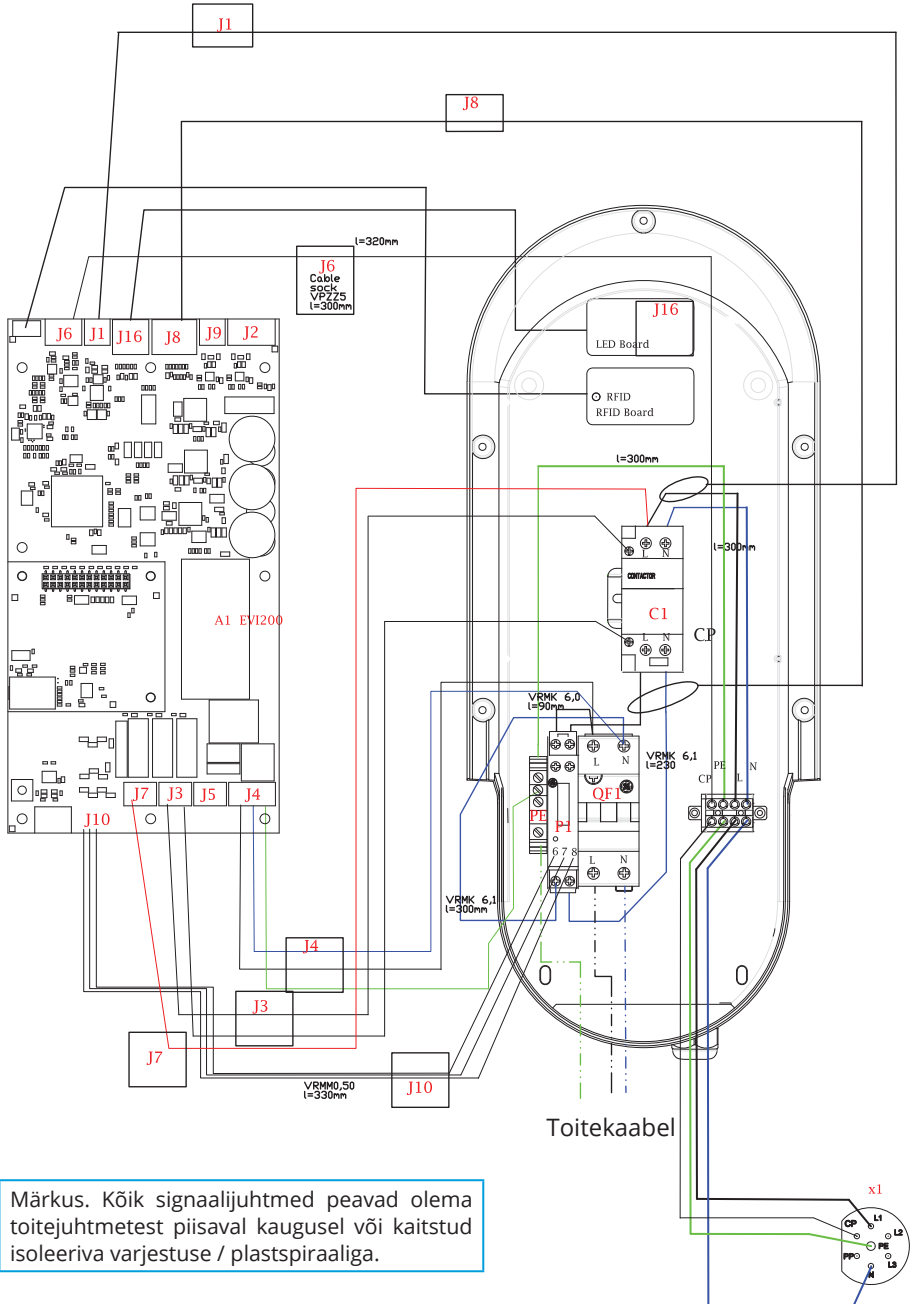 J1
J8
l=320mm
J6
Cable
sock
VPZZ5
l=300mm
J6 J1 J16 J8 J9 J2
J16
LED Board
RFID
RFID Board
l=300mm
L N
l=300mm
CONTACTOR
C1
A1 EVI200
L N
CP
VRMK 6,0
l=90mm
VRMK 6,1
l=230
L N
PE N
CP L
QF1
J7 J3 J5 J4
PE P1
J10
6 7 8
L N
VRMK 6,1
l=300mm
J4
J3
J7
J10
VRMM0,50
l=330mm
Toitekaabel
Märkus. Kõik signaalijuhtmed peavad olema
toitejuhtmetest piisaval kaugusel või kaitstud
isoleeriva varjestuse / plastspiraaliga.
x1
L1
CP
L2
PE
PP
L3
N